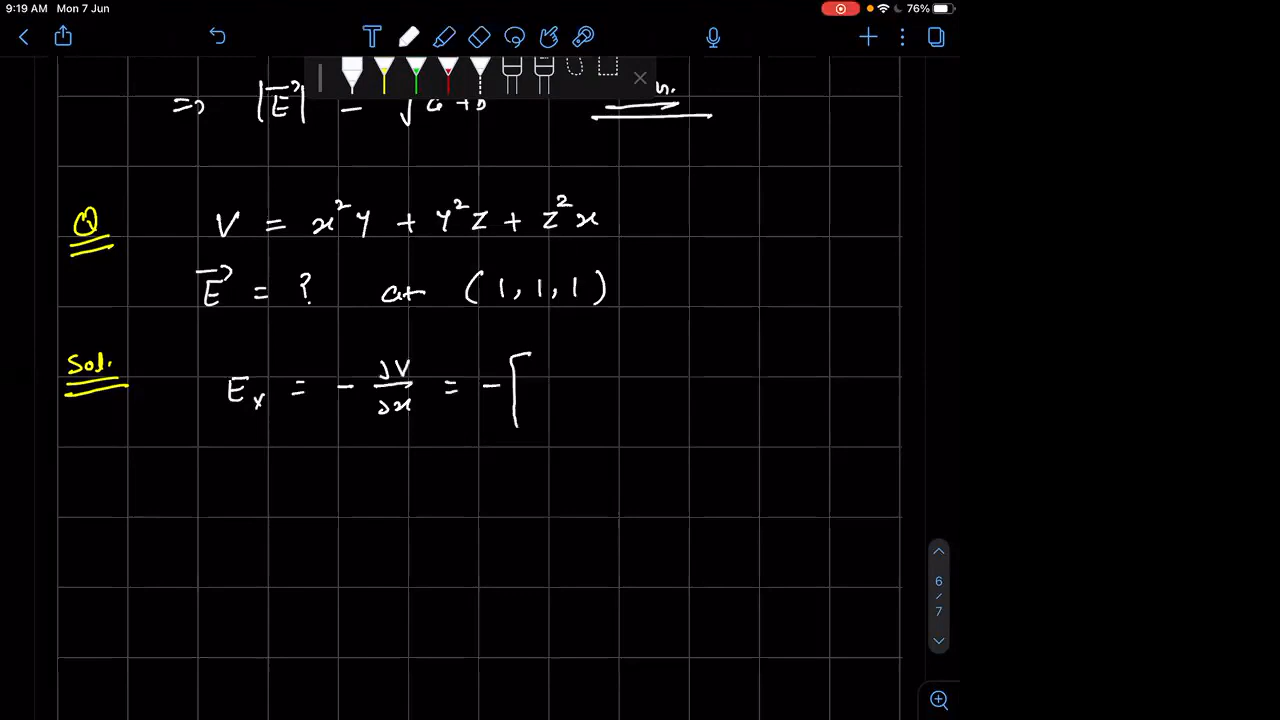 9:19 AM Mon 7 Jun 76%
T
=> |E⃗| = √a+b
Q V = x²y + y²z + z²x
E⃗ = ? at (1, 1, 1)
Sol. Eₓ = - ∂V/∂x = - [
6 / 7